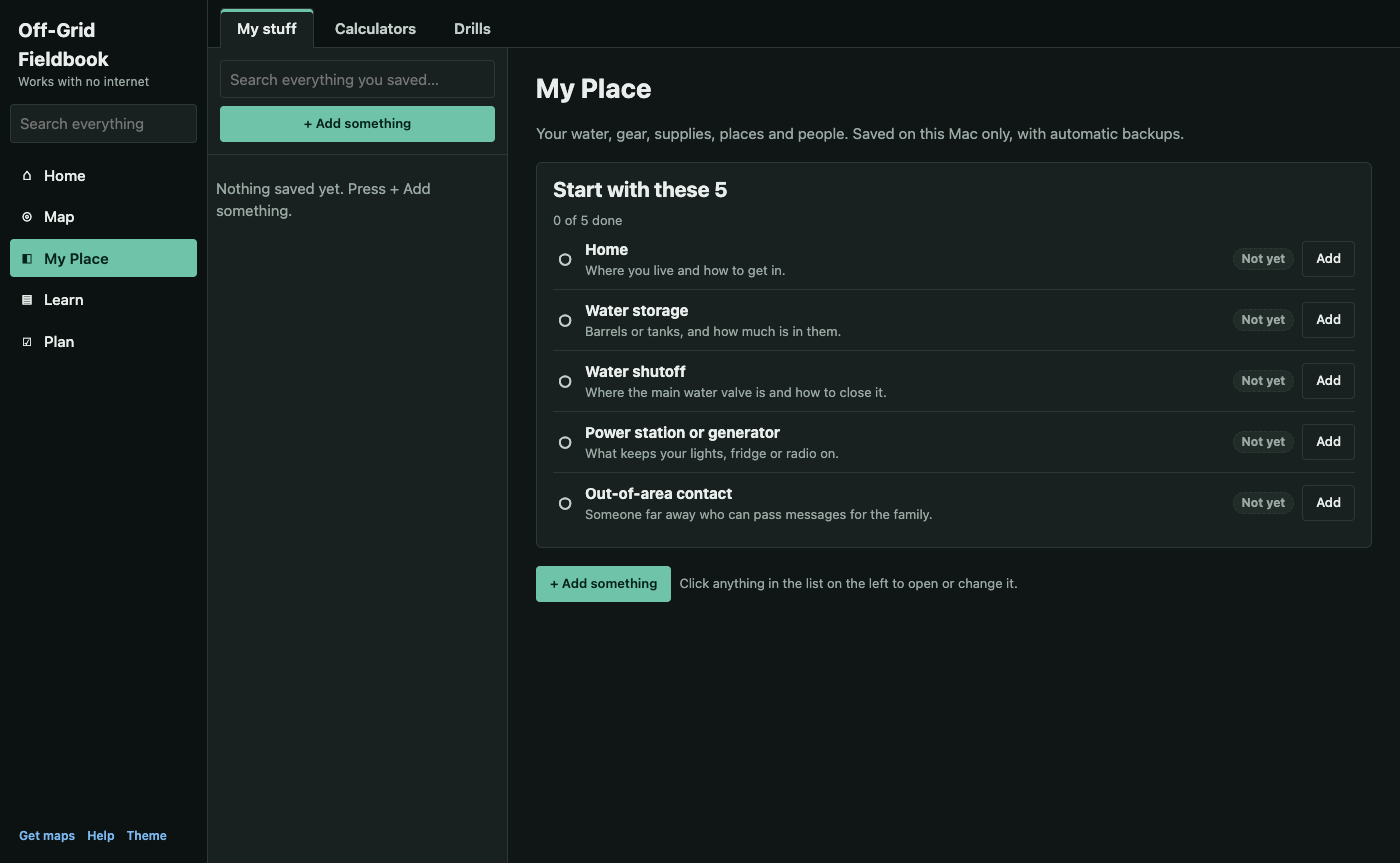 Off-Grid
Fieldbook
Works with no internet
Search everything
Home
Map
My Place
Learn
Plan
Get maps Help Theme
My stuff Calculators Drills
Search everything you saved...
+ Add something
Nothing saved yet. Press + Add
something.
My Place
Your water, gear, supplies, places and people. Saved on this Mac only, with automatic backups.
Start with these 5
0 of 5 done
Home
Where you live and how to get in.
Not yet Add
Water storage
Barrels or tanks, and how much is in them.
Not yet Add
Water shutoff
Where the main water valve is and how to close it.
Not yet Add
Power station or generator
What keeps your lights, fridge or radio on.
Not yet Add
Out-of-area contact
Someone far away who can pass messages for the family.
Not yet Add
+ Add something Click anything in the list on the left to open or change it.